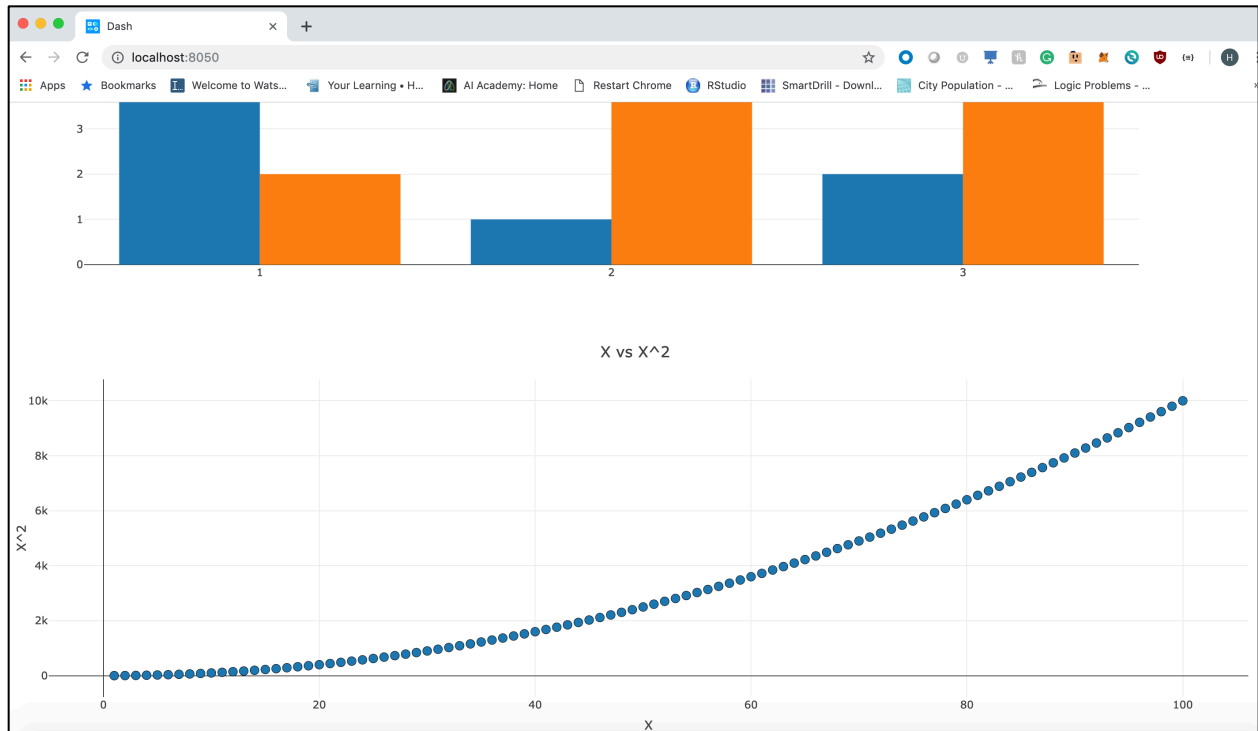 Dash
localhost:8050
H
Apps Bookmarks Welcome to Wats... Your Learning • H... AI Academy: Home Restart Chrome RStudio SmartDrill - Downl... City Population - ... Logic Problems - ... »
3
2
1
0
1 2 3
X vs X^2
10k
8k
6k
X^2
4k
2k
0
0 20 40 60 80 100
X